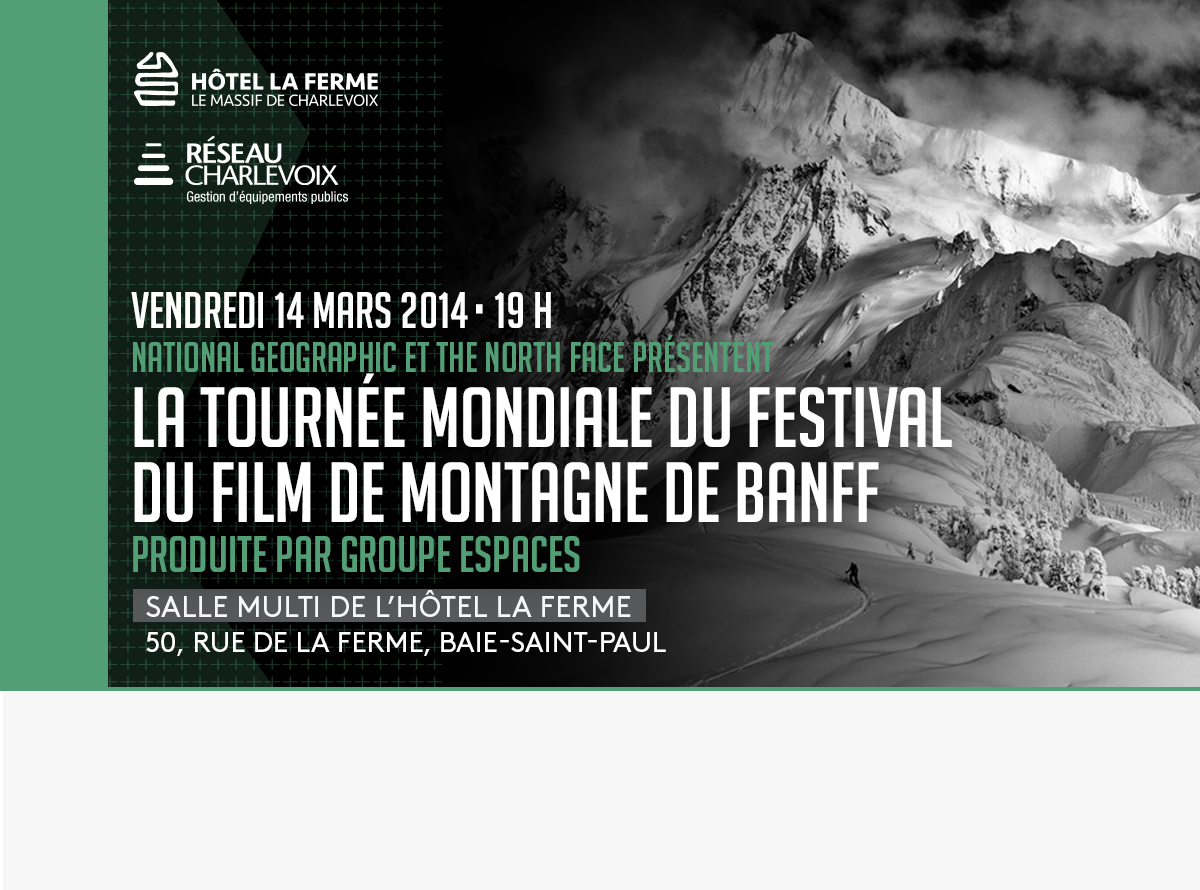 HÔTEL LA FERME
LE MASSIF DE CHARLEVOIX
RÉSEAU
CHARLEVOIX
Gestion d'équipements publics
VENDREDI 14 MARS 2014 · 19 H
NATIONAL GEOGRAPHIC ET THE NORTH FACE PRÉSENTENT
LA TOURNÉE MONDIALE DU FESTIVAL
DU FILM DE MONTAGNE DE BANFF
PRODUITE PAR GROUPE ESPACES
SALLE MULTI DE L'HÔTEL LA FERME
50, RUE DE LA FERME, BAIE-SAINT-PAUL